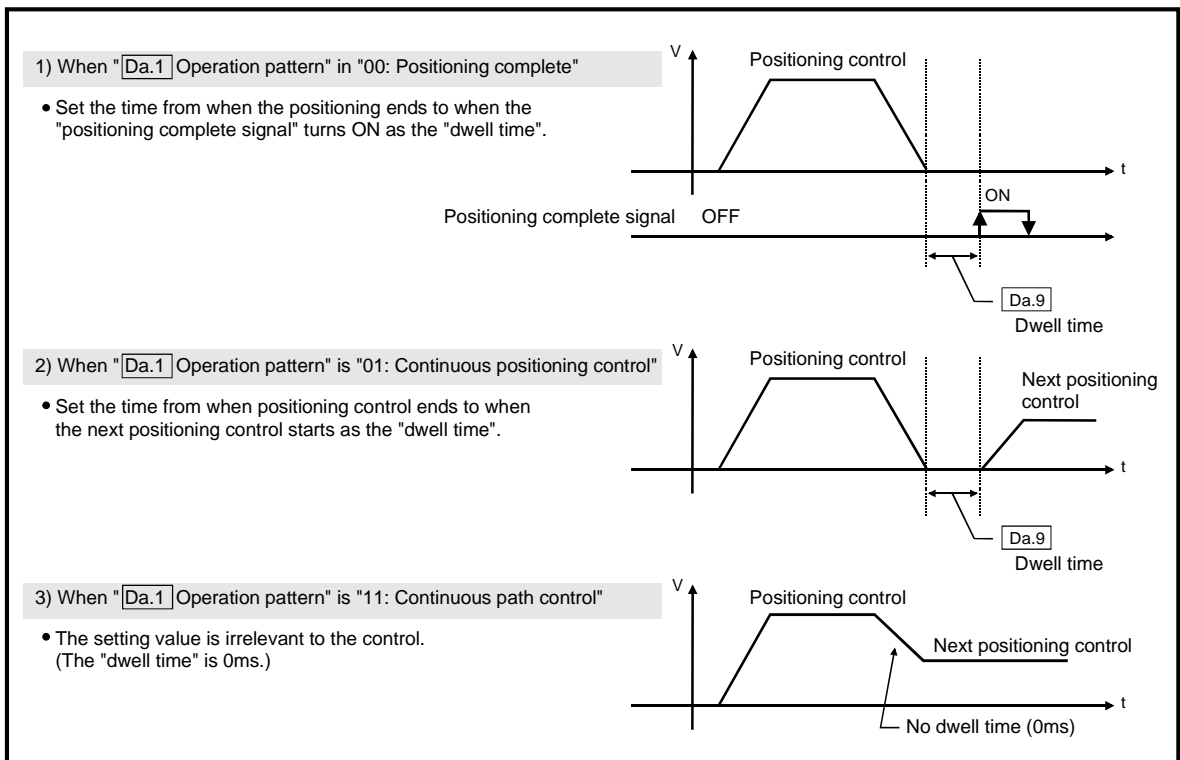 1) When "Da.1 Operation pattern" in "00: Positioning complete"
• Set the time from when the positioning ends to when the
"positioning complete signal" turns ON as the "dwell time".
V
Positioning control
t
ON
Positioning complete signal OFF
Da.9
Dwell time
2) When "Da.1 Operation pattern" is "01: Continuous positioning control"
• Set the time from when positioning control ends to when
the next positioning control starts as the "dwell time".
V
Positioning control
Next positioning
control
t
Da.9
Dwell time
3) When "Da.1 Operation pattern" is "11: Continuous path control"
• The setting value is irrelevant to the control.
(The "dwell time" is 0ms.)
V
Positioning control
Next positioning control
t
No dwell time (0ms)